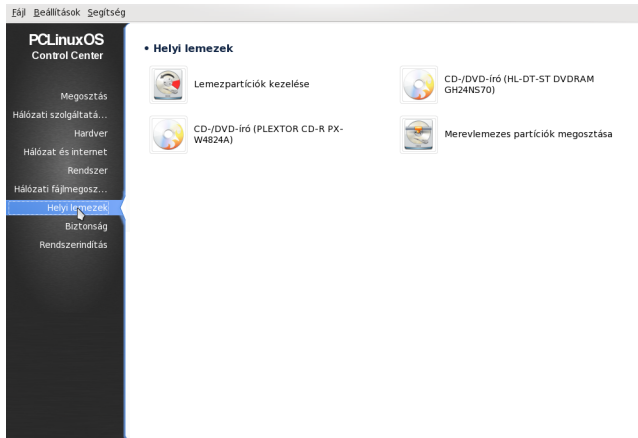 Fájl Beállítások Segítség
PCLinuxOS
Control Center
Megosztás
Hálózati szolgáltatá...
Hardver
Hálózat és internet
Rendszer
Hálózati fájlmegosz...
Helyi lemezek
Biztonság
Rendszerindítás
• Helyi lemezek
Lemezpartíciók kezelése
CD-/DVD-író (HL-DT-ST DVDRAM
GH24NS70)
CD-/DVD-író (PLEXTOR CD-R PX-
W4824A)
Merevlemezes partíciók megosztása